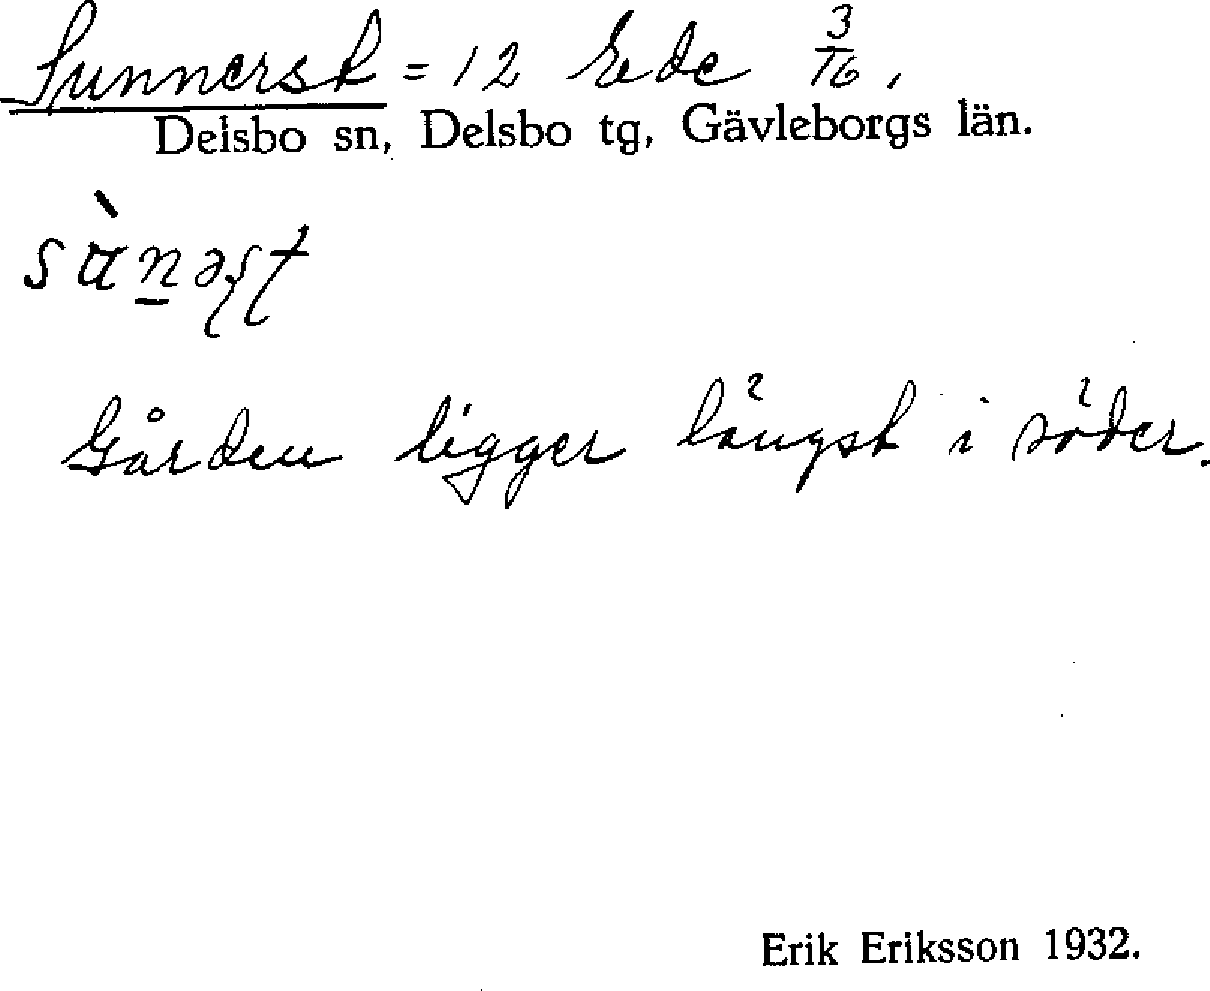 Sunnerst = 12 Ede 3/16,
Delsbo sn, Delsbo tg, Gävleborgs län.
Gården ligger längst i söder.
Erik Eriksson 1932.